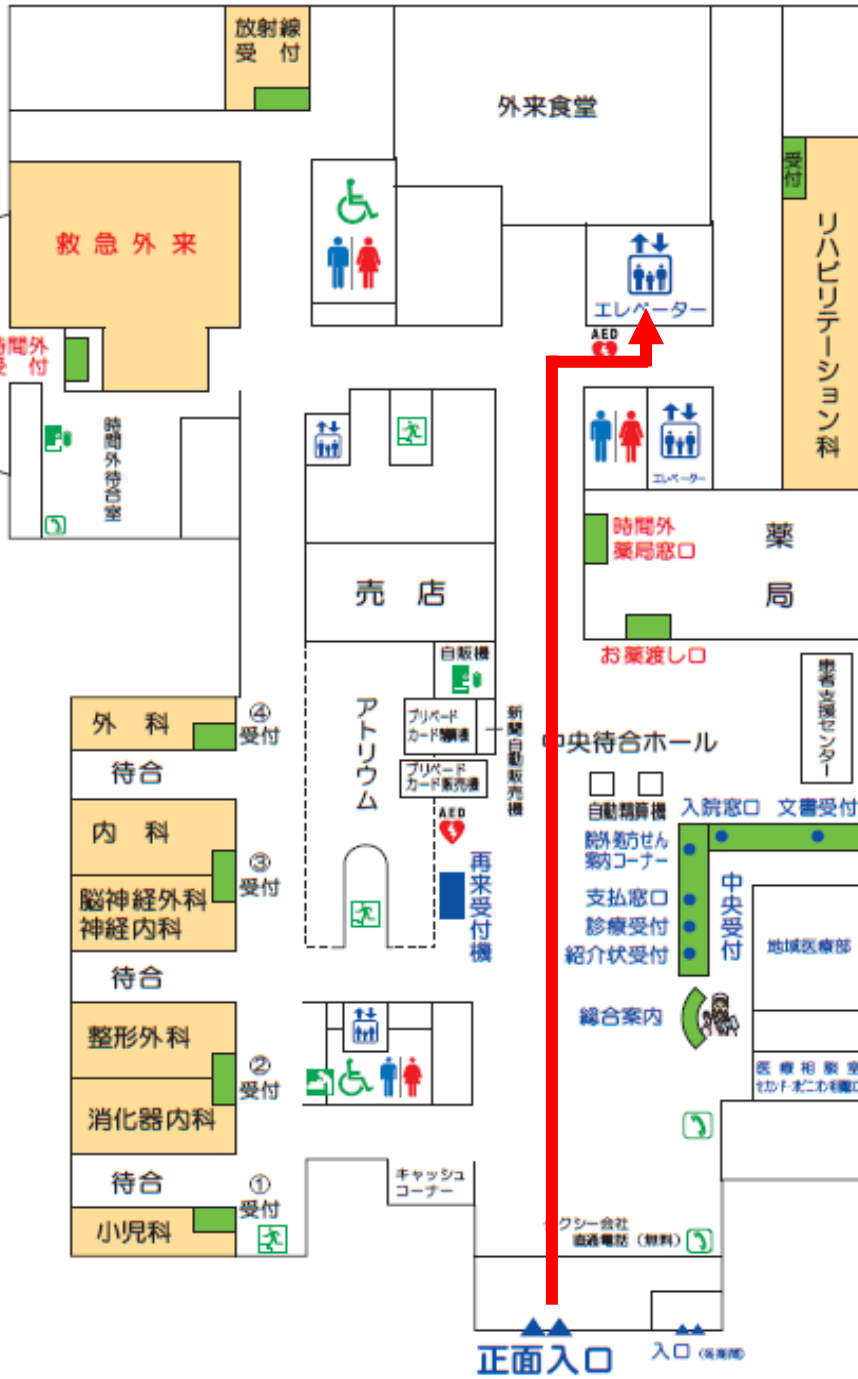 放射線
受 付
外来食堂
受付
リハビリテーション科
救急外来
エレベーター
AED
時間外
受 付
時間外待合室
エレベーター
時間外
薬局窓口
薬
局
売 店
お薬渡し口
自販機
患者支援センター
外 科
④
受付
アトリウム
プリペード
カード精算機
新聞自動販売機
中央待合ホール
待合
プリペード
カード販売機
自動精算機
入院窓口
文書受付
AED
内 科
院外処方せん
案内コーナー
③
受付
再来受付機
中央受付
脳神経外科
神経内科
支払窓口
診療受付
紹介状受付
地域医療部
待合
総合案内
整形外科
②
受付
医療相談室
消化器内科
待合
①
受付
キャッシュ
コーナー
小児科
クシー会社
直通電話(無料)
正面入口
入口